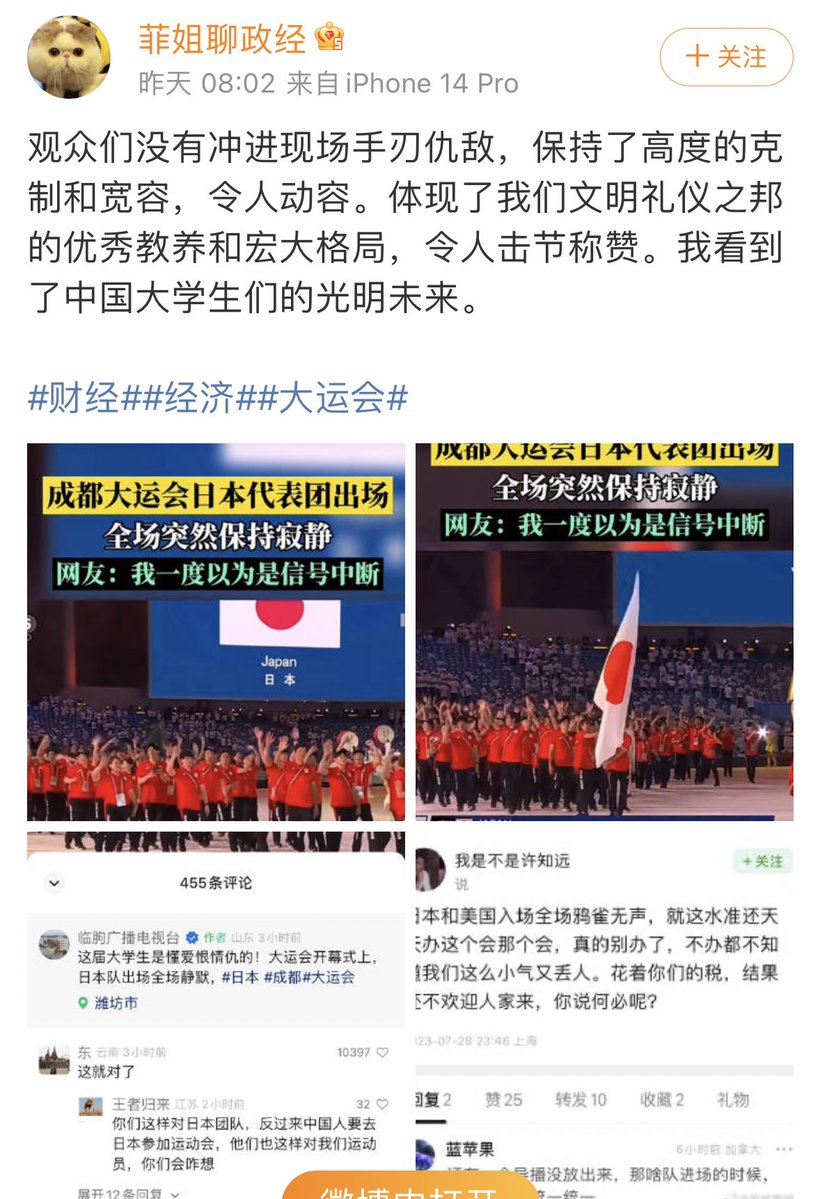 菲姐聊政经
昨天 08:02 来自 iPhone 14 Pro
+ 关注
观众们没有冲进现场手刃仇敌，保持了高度的克
制和宽容，令人动容。体现了我们文明礼仪之邦
的优秀教养和宏大格局，令人击节称赞。我看到
了中国大学生们的光明未来。
#财经##经济##大运会#
成都大运会日本代表团出场
全场突然保持寂静
网友：我一度以为是信号中断
Japan
日 本
成都大运会日本代表团出场
全场突然保持寂静
网友：我一度以为是信号中断
455条评论
临朐广播电视台 作者 山东 3小时前
这届大学生是懂爱恨情仇的！大运会开幕式上，
日本队出场全场静默，#日本 #成都#大运会
潍坊市
东 云南 3小时前
10397
这就对了
王者归来 江苏 2小时前
32
你们这样对日本团队，反过来中国人要去
日本参加运动会，他们也这样对我们运动
员，你们会咋想
展开12条回复
我是不是许知远
+关注
说
日本和美国入场全场鸦雀无声，就这水准还天
天办这个会那个会，真的别办了，不办都不知
道我们这么小气又丢人。花着你们的税，结果
还不欢迎人家来，你说何必呢？
023-07-28 23:46 上海
回复 2
赞 25
转发 10
收藏 2
礼物
蓝苹果
6小时前 加拿大
导播没放出来，那啥队进场的时候，
微博内打开